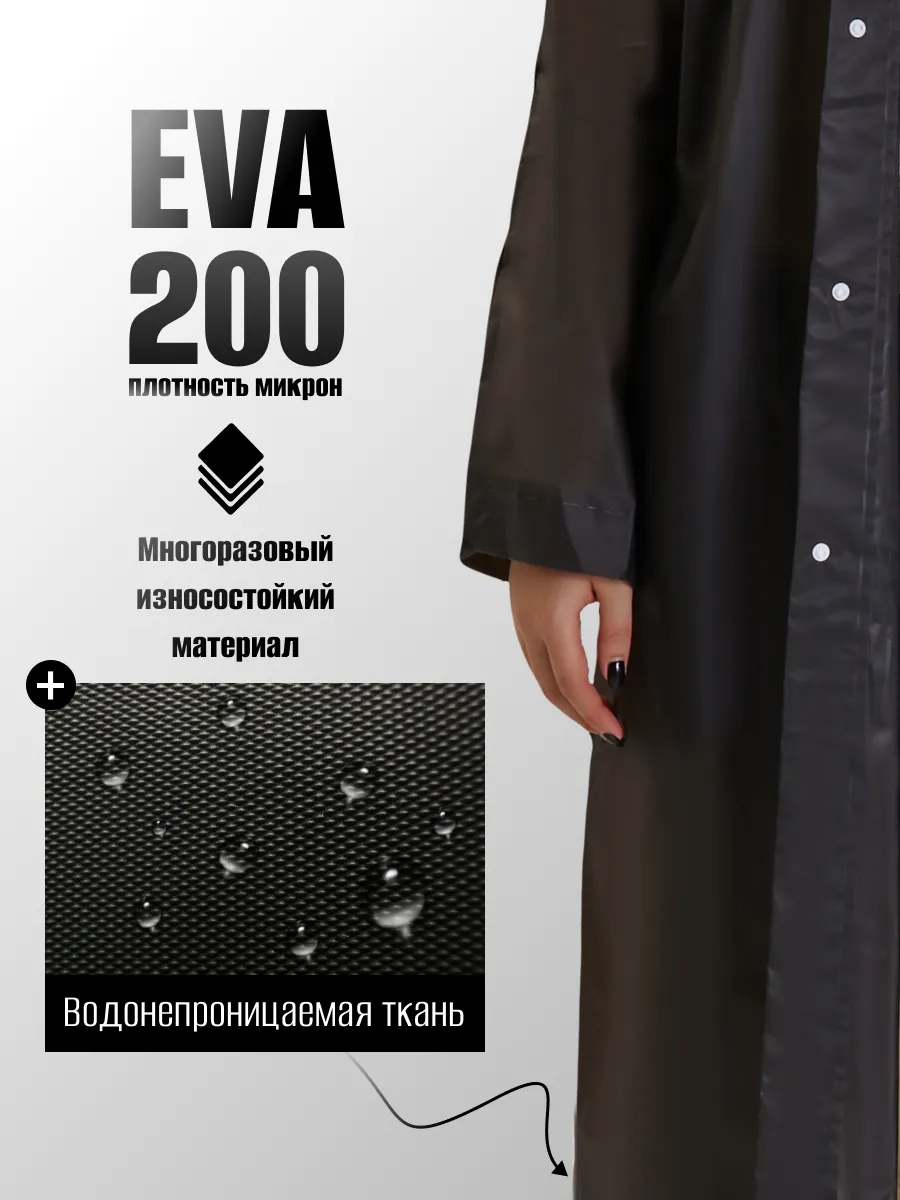 EVA
200
плотность микрон
Многоразовый
износостойкий
материал
Водонепроницаемая ткань